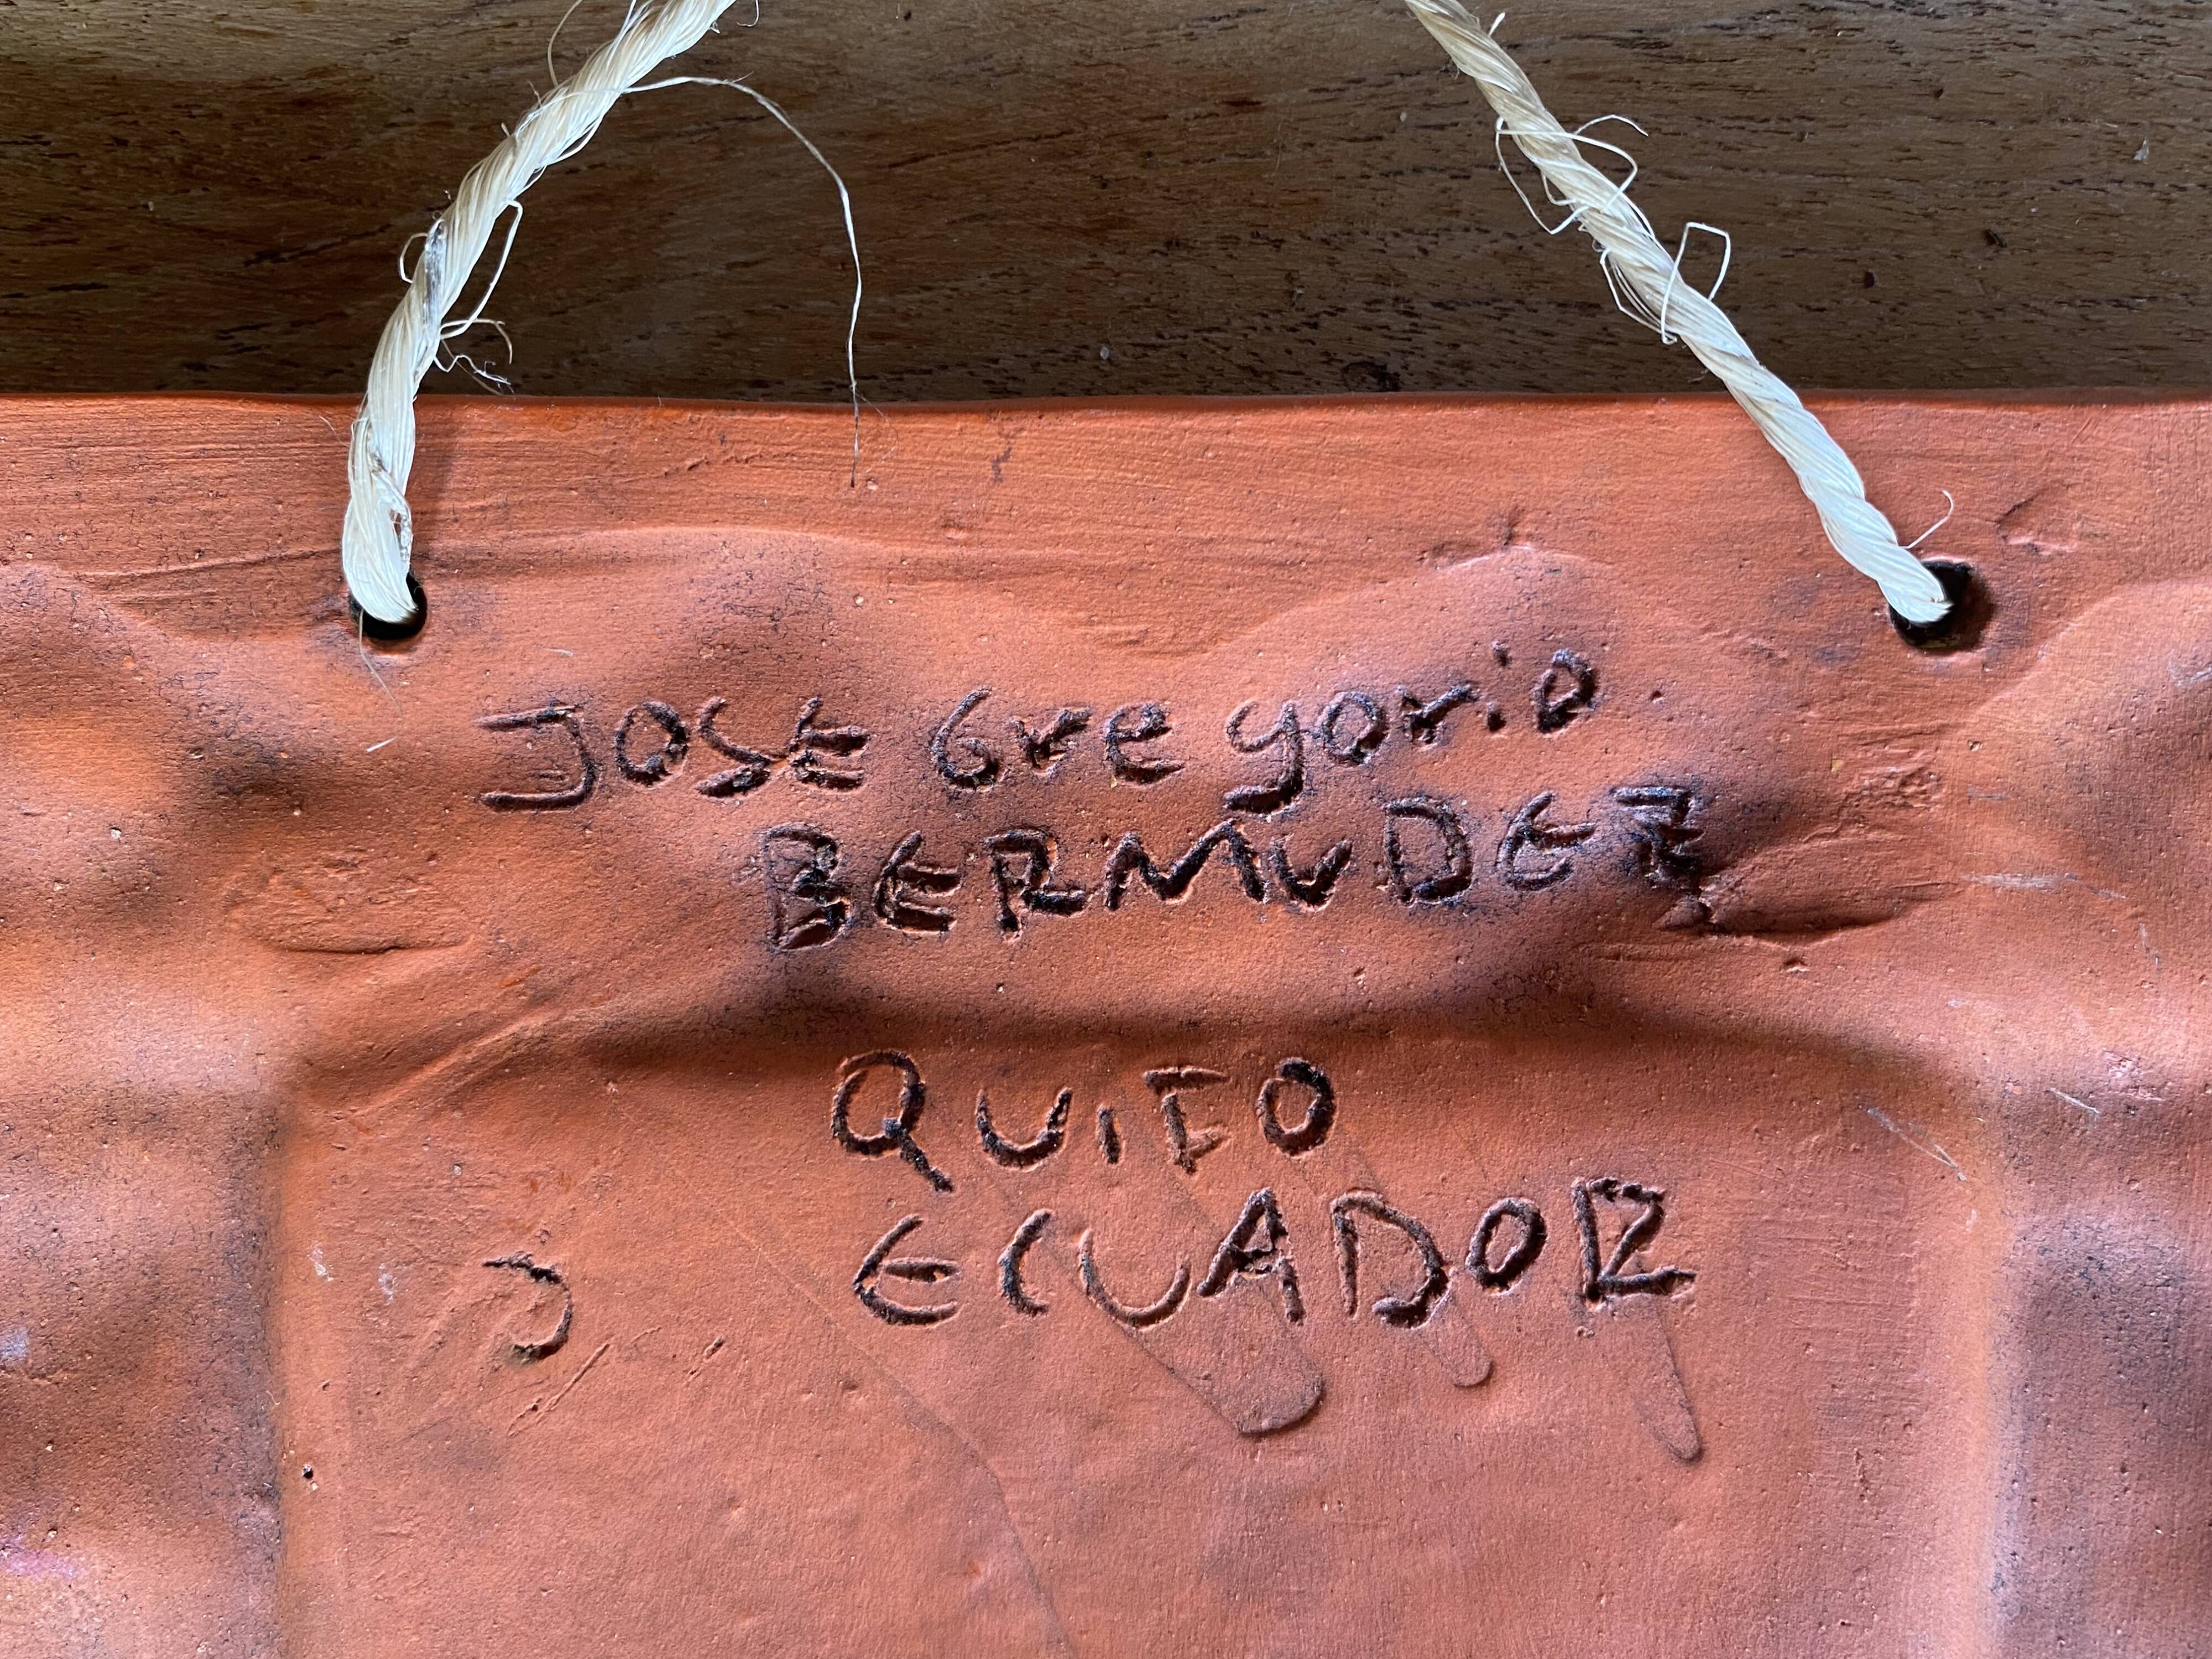 JOSE Gregorio
BERMUDEZ
QUITO
ECUADOR